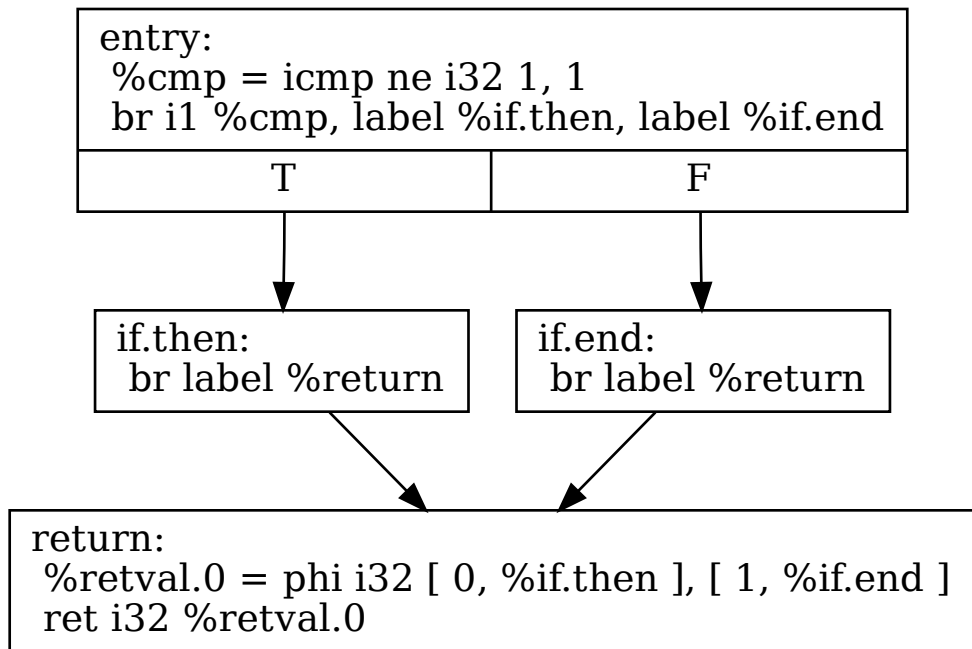 entry:
%cmp = icmp ne i32 1, 1
br i1 %cmp, label %if.then, label %if.end
T
F
if.then:
br label %return
if.end:
br label %return
return:
%retval.0 = phi i32 [ 0, %if.then ], [ 1, %if.end ]
ret i32 %retval.0